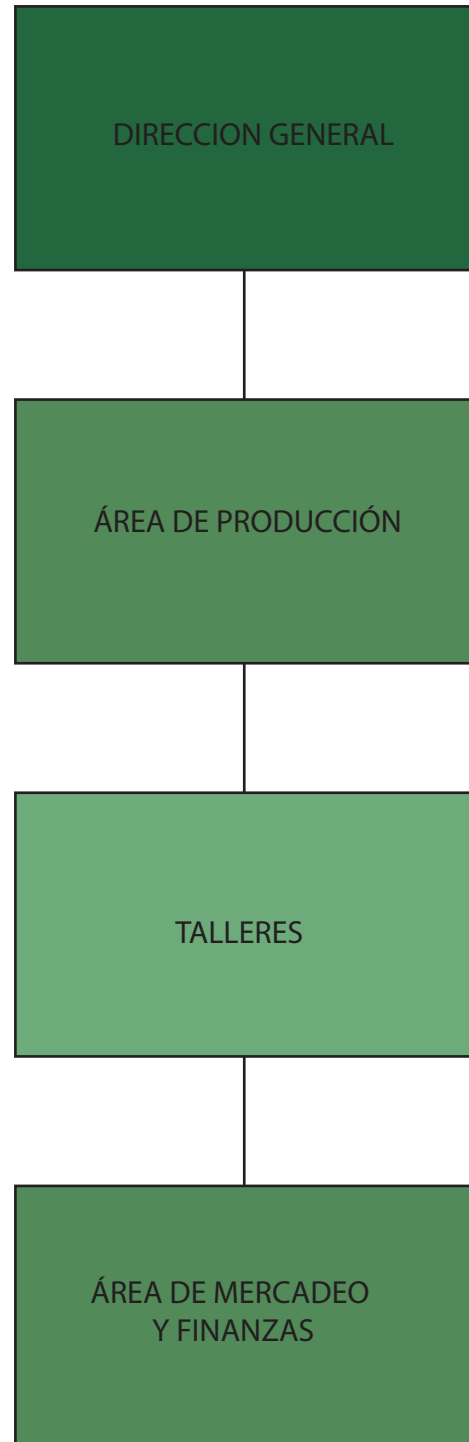 DIRECCION GENERAL
ÁREA DE PRODUCCIÓN
TALLERES
ÁREA DE MERCADEO
Y FINANZAS